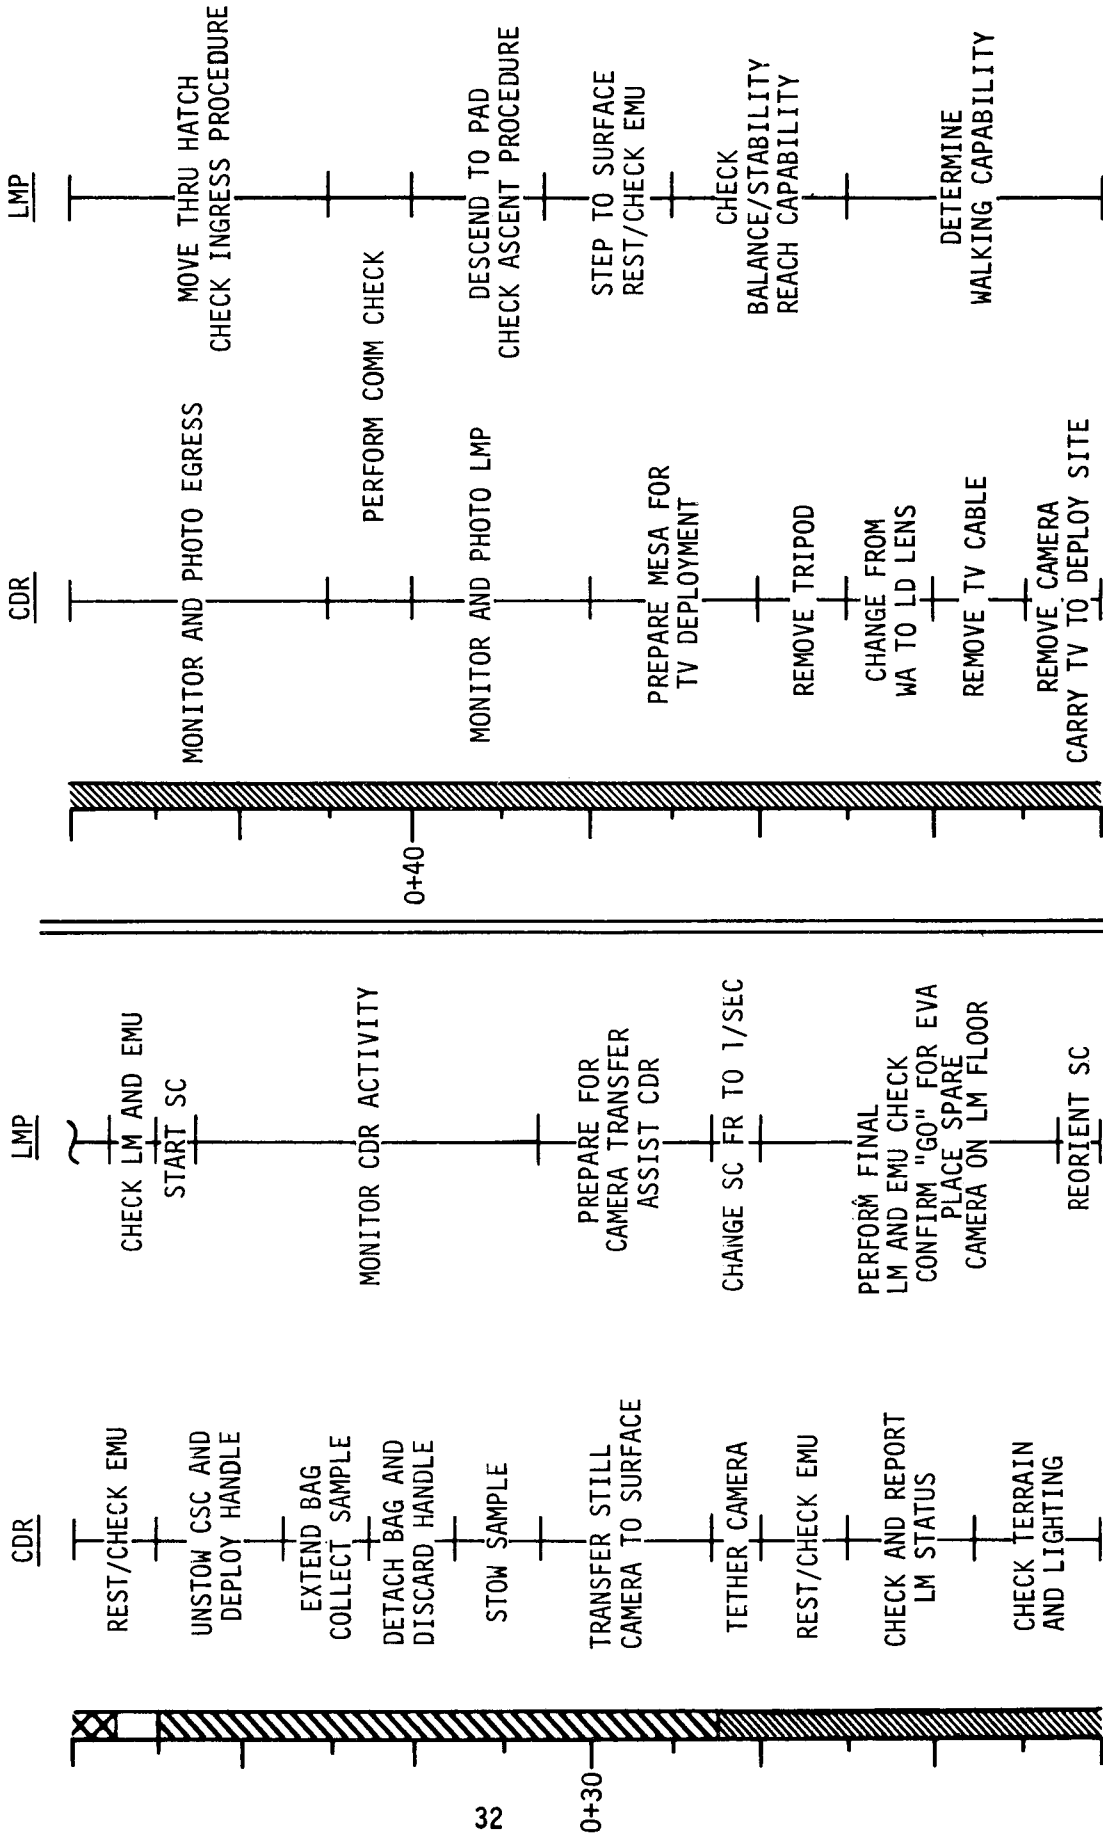 CDR
REST/CHECK EMU
UNSTOW CSC AND
DEPLOY HANDLE
EXTEND BAG
COLLECT SAMPLE
DETACH BAG AND
DISCARD HANDLE
STOW SAMPLE
0+30
TRANSFER STILL
CAMERA TO SURFACE
TETHER CAMERA
REST/CHECK EMU
CHECK AND REPORT
LM STATUS
CHECK TERRAIN
AND LIGHTING
LMP
CHECK LM AND EMU
START SC
MONITOR CDR ACTIVITY
PREPARE FOR
CAMERA TRANSFER
ASSIST CDR
CHANGE SC FR TO 1/SEC
PERFORM FINAL
LM AND EMU CHECK
CONFIRM "GO" FOR EVA
PLACE SPARE
CAMERA ON LM FLOOR
REORIENT SC
CDR
MONITOR AND PHOTO EGRESS
PERFORM COMM CHECK
0+40
MONITOR AND PHOTO LMP
PREPARE MESA FOR
TV DEPLOYMENT
REMOVE TRIPOD
CHANGE FROM
WA TO LD LENS
REMOVE TV CABLE
REMOVE CAMERA
CARRY TV TO DEPLOY SITE
LMP
MOVE THRU HATCH
CHECK INGRESS PROCEDURE
DESCEND TO PAD
CHECK ASCENT PROCEDURE
STEP TO SURFACE
REST/CHECK EMU
CHECK
BALANCE/STABILITY
REACH CAPABILITY
DETERMINE
WALKING CAPABILITY
32